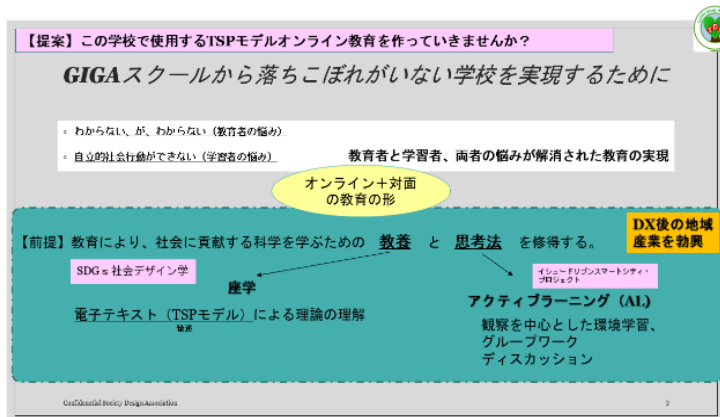 【提案】この学校で使用するTSPモデルオンライン教育を作っていきませんか？
GIGAスクールから落ちこぼれがいない学校を実現するために
◦ わからない、が、わからない（教育者の悩み）
◦ 自立的社会行動ができない（学習者の悩み）
教育者と学習者、両者の悩みが解消された教育の実現
オンライン＋対面
の教育の形
DX後の地域
産業を勃興
【前提】教育により、社会に貢献する科学を学ぶための 教養 と 思考法 を修得する。
SDGs社会デザイン学
座学
電子テキスト（TSPモデル）による理論の理解
後述
イシュードリブンスマートシティ・
プロジェクト
アクティブラーニング（AL)
観察を中心とした環境学習、
グループワーク
ディスカッション
Confidential Society Design Association
3